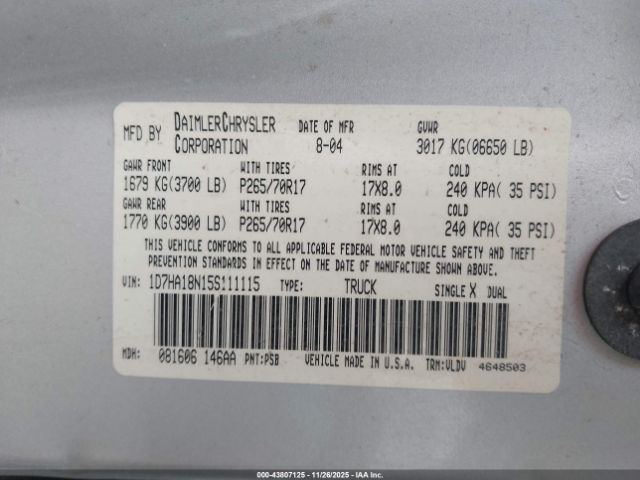 MFD BY DAIMLERCHRYSLER CORPORATION DATE OF MFR 8-04 GVWR 3017 KG(06650 LB)
GAWR FRONT WITH TIRES RIMS AT COLD
1679 KG(3700 LB) P265/70R17 17X8.0 240 KPA( 35 PSI)
GAWR REAR WITH TIRES RIMS AT COLD
1770 KG(3900 LB) P265/70R17 17X8.0 240 KPA( 35 PSI)
THIS VEHICLE CONFORMS TO ALL APPLICABLE FEDERAL MOTOR VEHICLE SAFETY AND THEFT
PREVENTION STANDARDS IN EFFECT ON THE DATE OF MANUFACTURE SHOWN ABOVE.
VIN: 1D7HA18N15S111115 TYPE: TRUCK SINGLE X DUAL
MDH: 081606 146AA PNT:PSB VEHICLE MADE IN U.S.A. TRM:VLDV 4648503
000-43807125 | 11/26/2025 - IAA Inc.